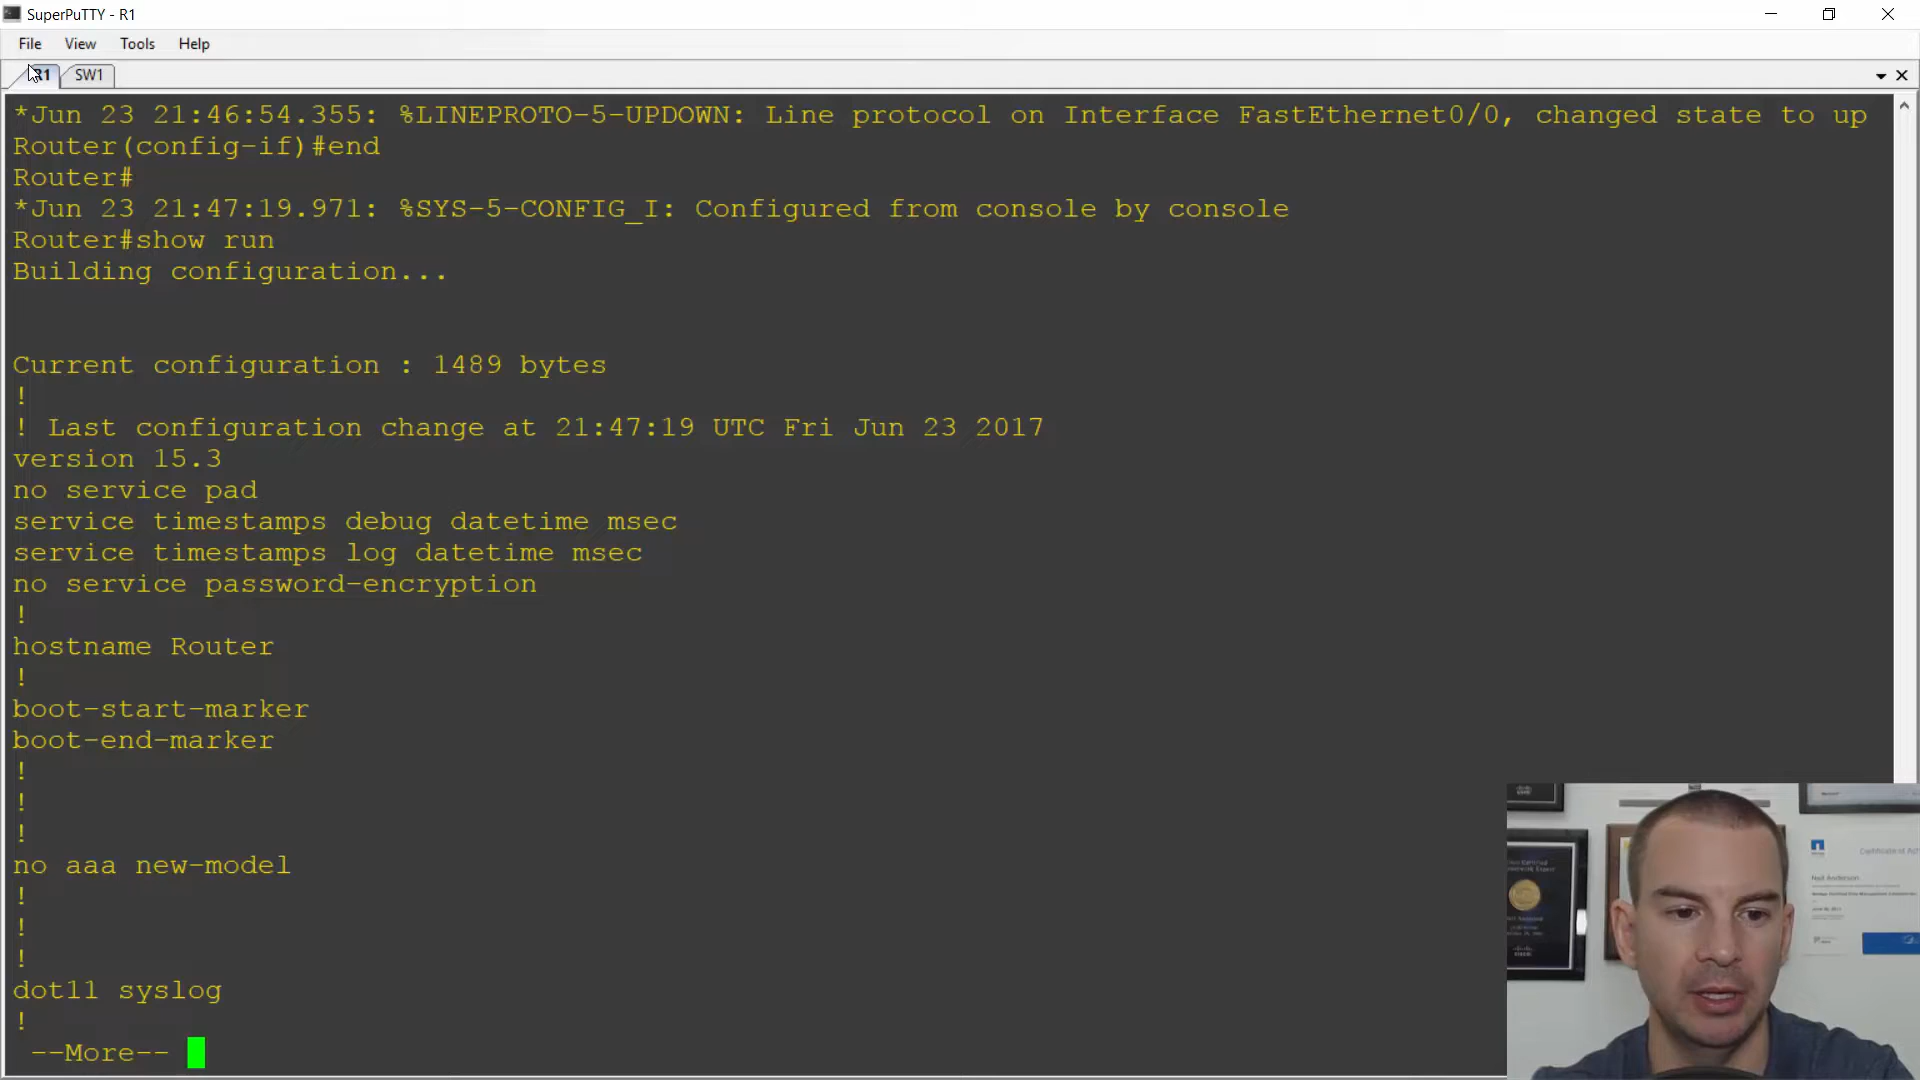 SuperPuTTY - R1
File View Tools Help
R1 SW1
*Jun 23 21:46:54.355: %LINEPROTO-5-UPDOWN: Line protocol on Interface FastEthernet0/0, changed state to up
Router(config-if)#end
Router#
*Jun 23 21:47:19.971: %SYS-5-CONFIG_I: Configured from console by console
Router#show run
Building configuration...
Current configuration : 1489 bytes
!
! Last configuration change at 21:47:19 UTC Fri Jun 23 2017
version 15.3
no service pad
service timestamps debug datetime msec
service timestamps log datetime msec
no service password-encryption
!
hostname Router
!
boot-start-marker
boot-end-marker
!
!
!
no aaa new-model
!
!
!
dot11 syslog
!
--More--
Neil Anderson